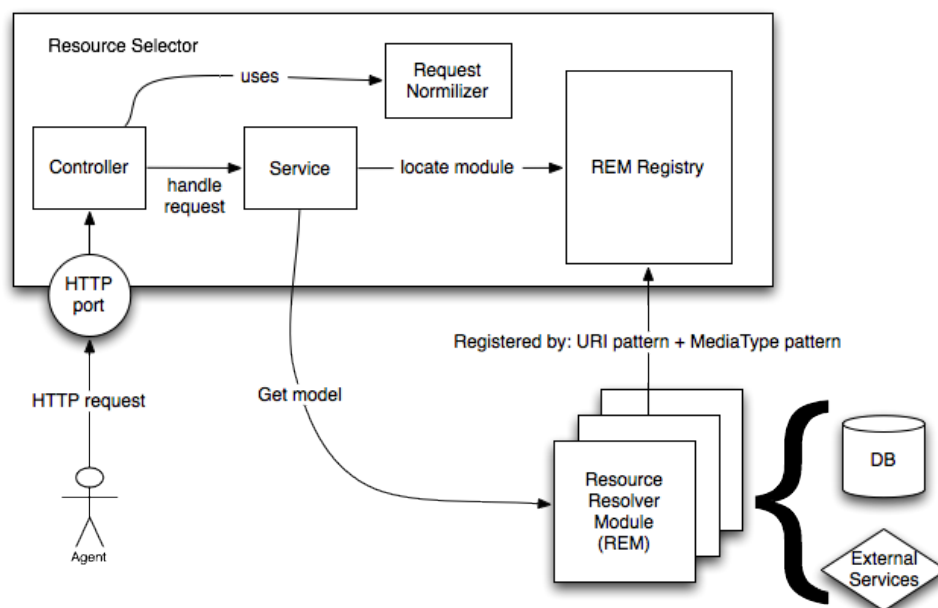 Resource Selector
uses
Request
Normilizer
Controller
handle
request
Service
locate module
REM Registry
HTTP
port
Registered by: URI pattern + MediaType pattern
HTTP request
Get model
Resource
Resolver
Module
(REM)
DB
External
Services
Agent